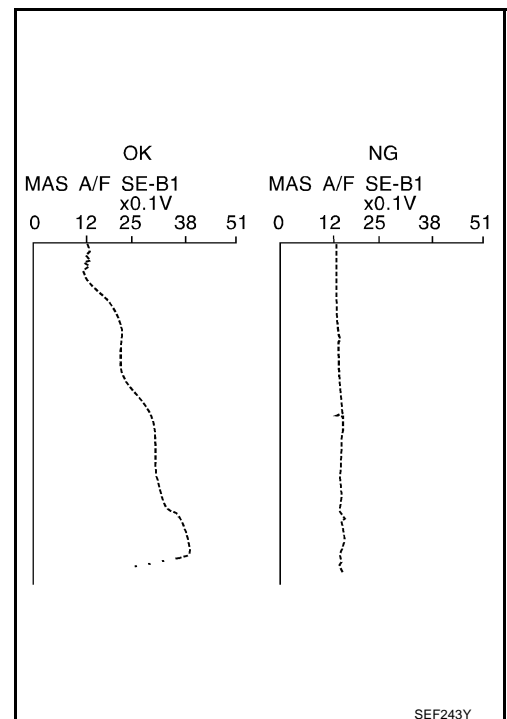 OK
MAS A/F SE-B1
x0.1V
0 12 25 38 51
NG
MAS A/F SE-B1
x0.1V
0 12 25 38 51
SEF243Y